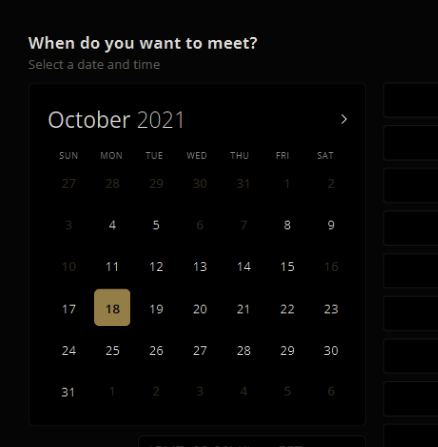 When do you want to meet?
Select a date and time
October 2021
SUN MON TUE WED THU FRI SAT
27 28 29 30 31 1 2
3 4 5 6 7 8 9
10 11 12 13 14 15 16
17 18 19 20 21 22 23
24 25 26 27 28 29 30
31 1 2 3 4 5 6